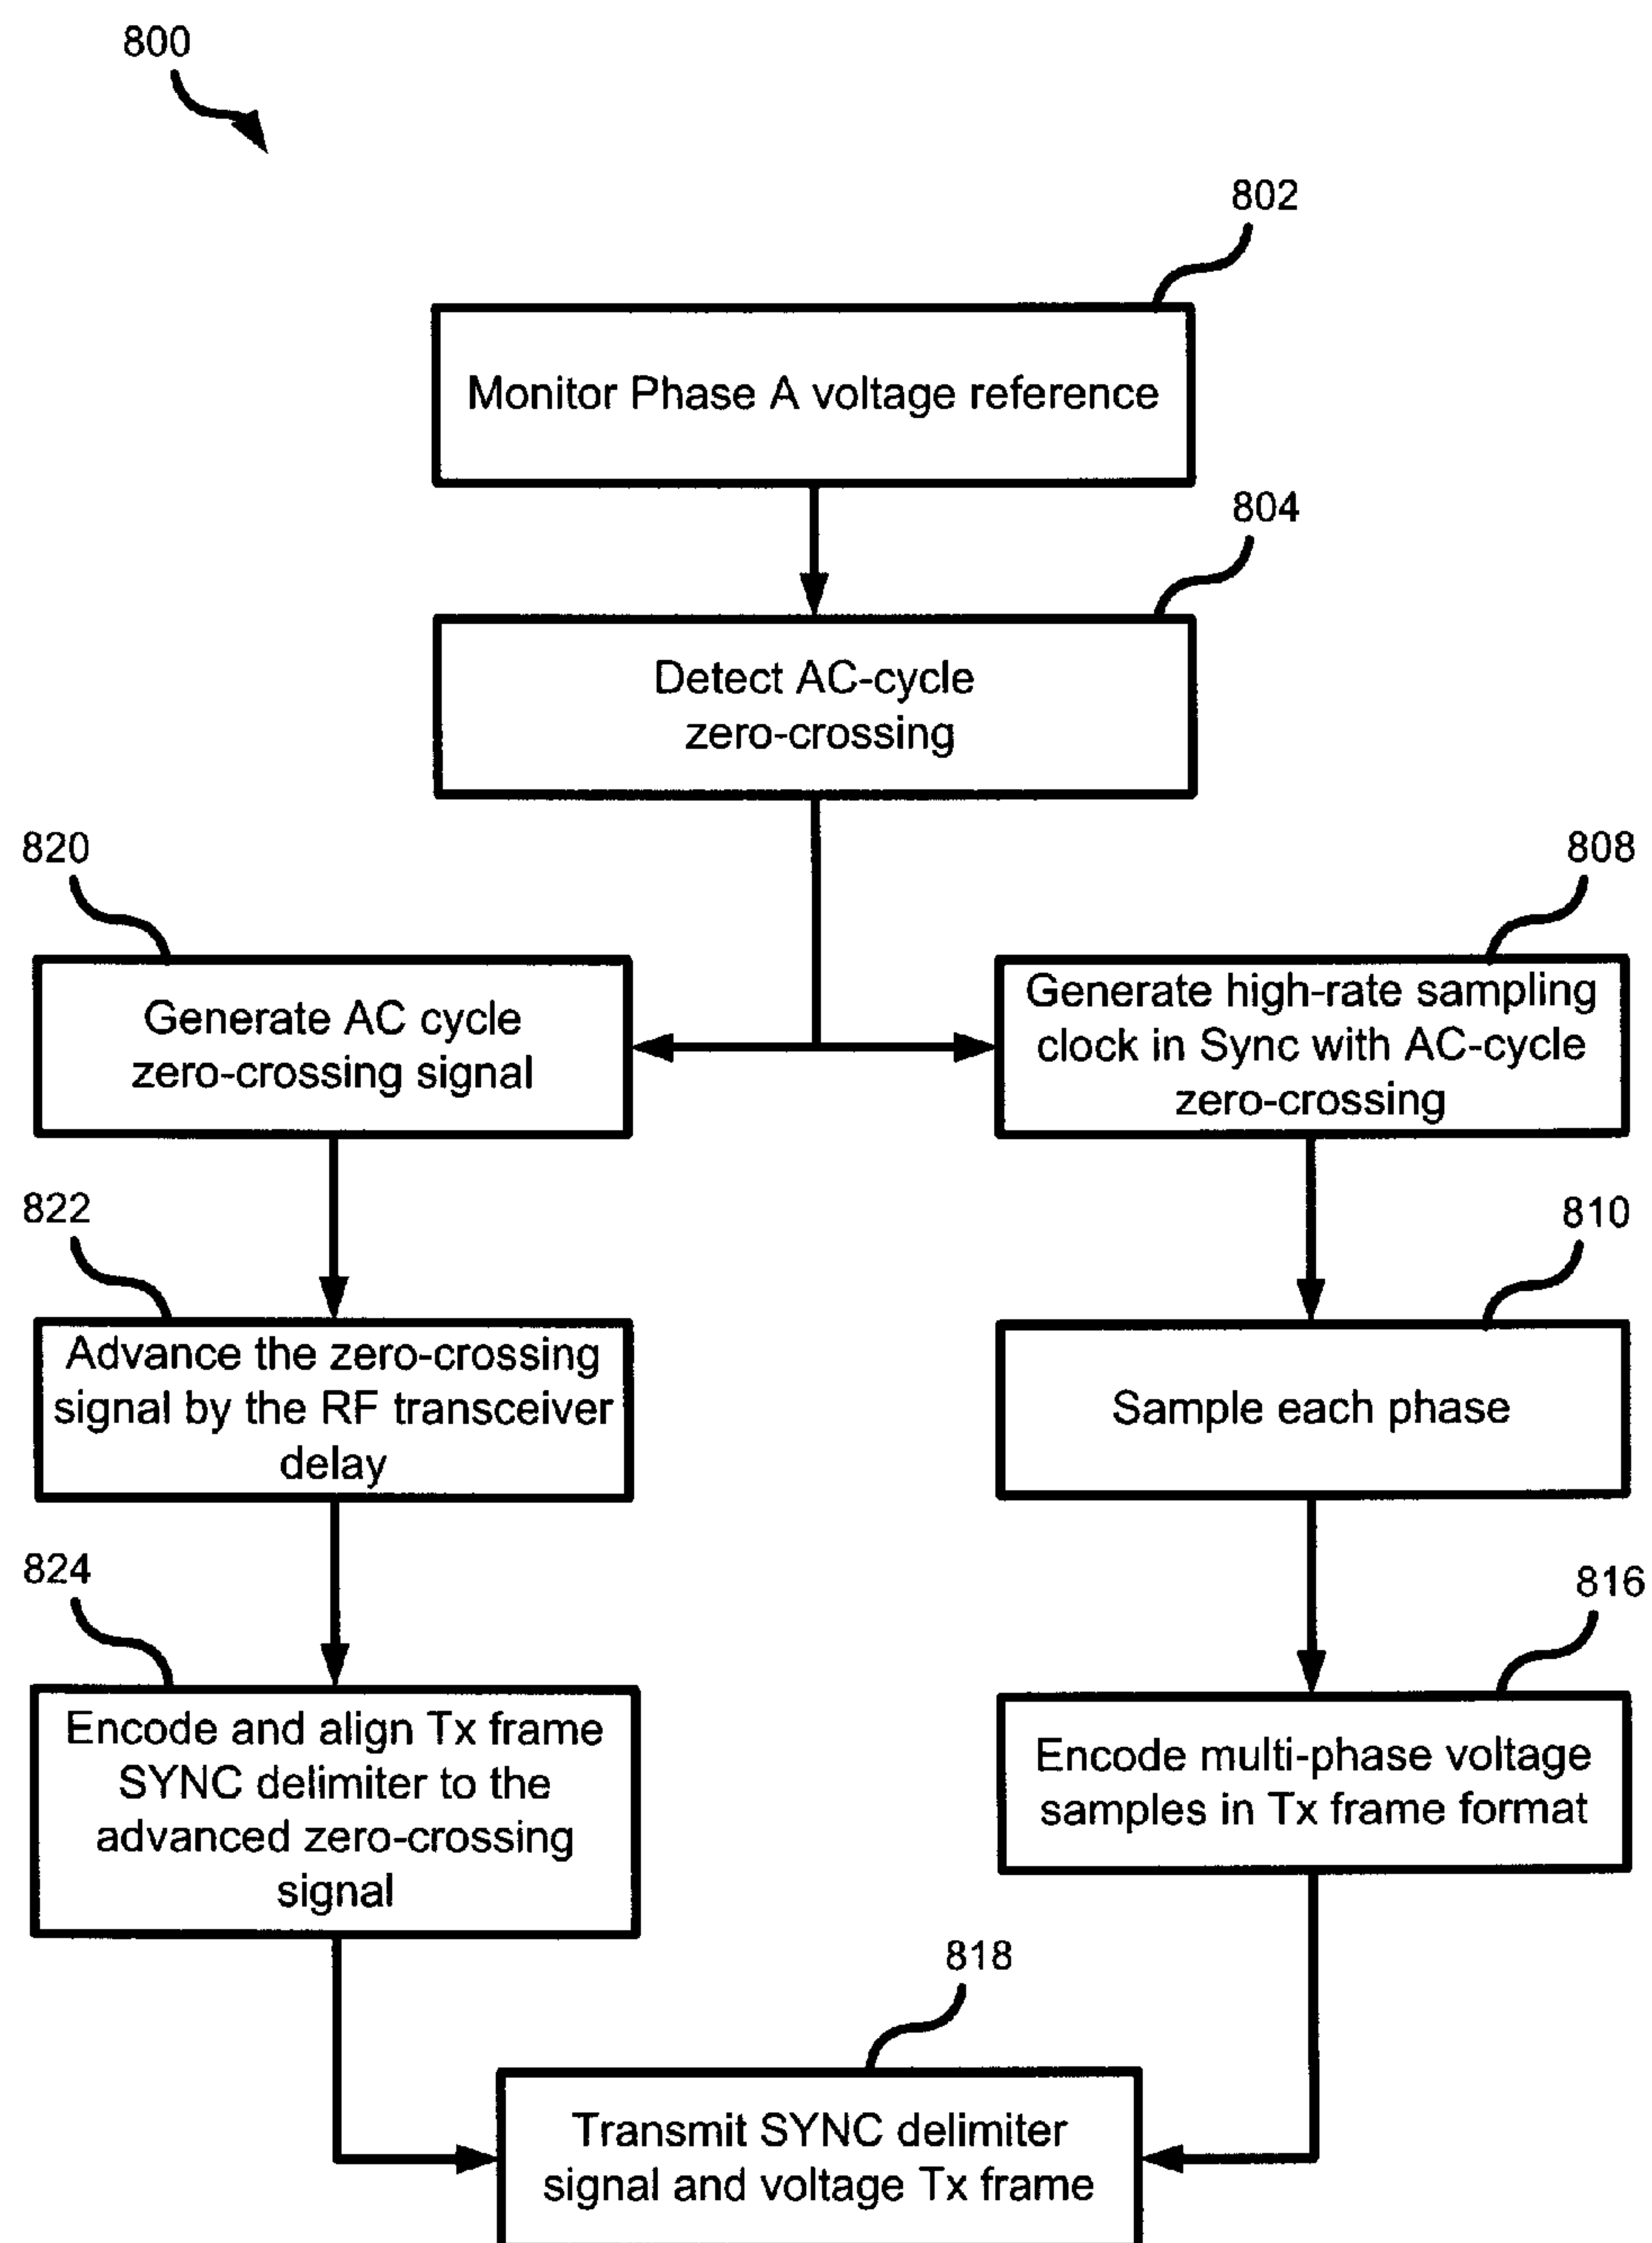 800
802
Monitor Phase A voltage reference
804
Detect AC-cycle
zero-crossing
820
Generate AC cycle
zero-crossing signal
808
Generate high-rate sampling
clock in Sync with AC-cycle
zero-crossing
822
Advance the zero-crossing
signal by the RF transceiver
delay
810
Sample each phase
824
Encode and align Tx frame
SYNC delimiter to the
advanced zero-crossing
signal
816
Encode multi-phase voltage
samples in Tx frame format
818
Transmit SYNC delimiter
signal and voltage Tx frame